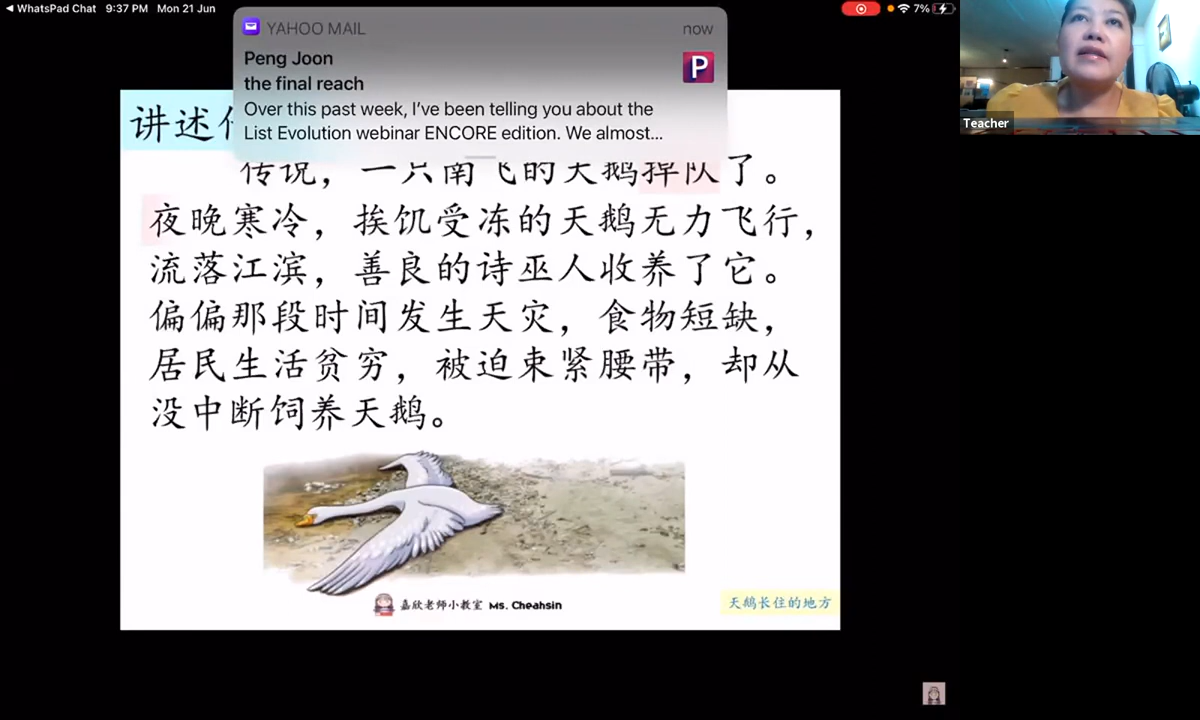 WhatsPad Chat 9:37 PM Mon 21 Jun
7%
YAHOO MAIL now
Peng Joon
the final reach
Over this past week, I've been telling you about the
List Evolution webinar ENCORE edition. We almost...
P
Teacher
讲述
传说，一只南飞的天鹅掉队了。
夜晚寒冷，挨饥受冻的天鹅无力飞行，
流落江滨，善良的诗巫人收养了它。
偏偏那段时间发生天灾，食物短缺，
居民生活贫穷，被迫束紧腰带，却从
没中断饲养天鹅。
嘉欣老师小教室 Ms. Cheahsin
天鹅长住的地方